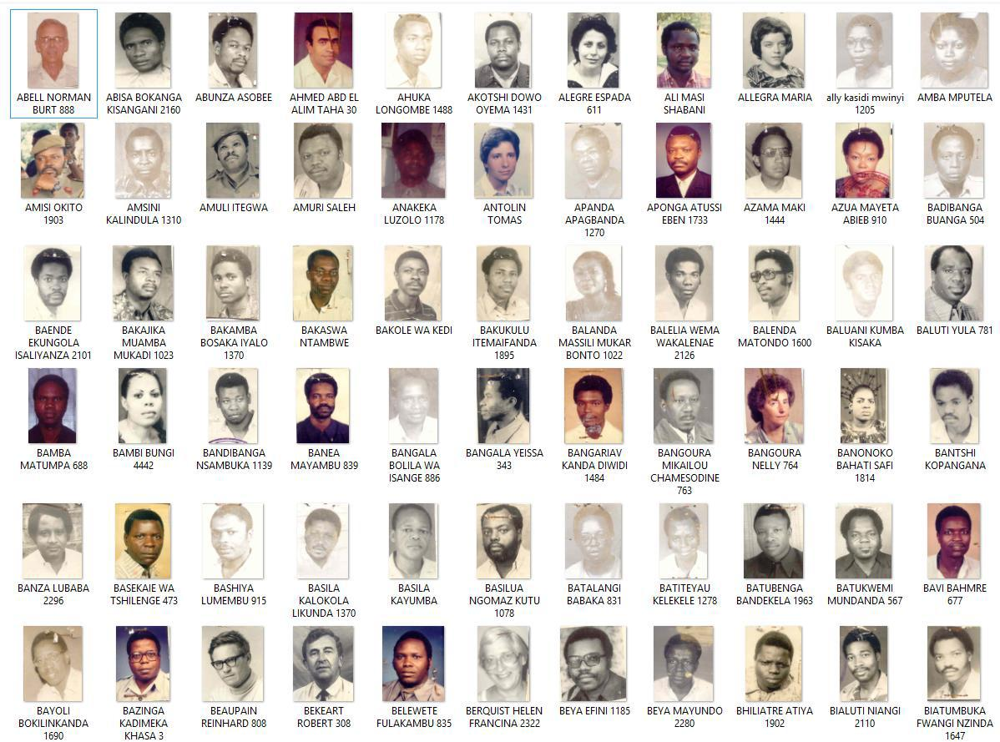 ABELL NORMAN
BURT 888
ABISA BOKANGA
KISANGANI 2160
ABUNZA ASOBEE
AHMED ABD EL
ALIM TAHA 30
AHUKA
LONGOMBE 1488
AKOTSHI DOWO
OYEMA 1431
ALEGRE ESPADA
611
ALI MASI
SHABANI
ALLEGRA MARIA
ally kasidi mwinyi
1205
AMBA MPUTELA
AMISI OKITO
1903
AMSINI
KALINDULA 1310
AMULI ITEGWA
AMURI SALEH
ANAKEKA
LUZOLO 1178
ANTOLIN
TOMAS
APANDA
APAGBANDA
1270
APONGA ATUSSI
EBEN 1733
AZAMA MAKI
1444
AZUA MAYETA
ABIEB 910
BADIBANGA
BUANGA 504
BAENDE
EKUNGOLA
ISALIYANZA 2101
BAKAJIKA
MUAMBA
MUKADI 1023
BAKAMBA
BOSAKA IYALO
1370
BAKASWA
NTAMBWE
BAKOLE WA KEDI
BAKUKULU
ITEMAIFANDA
1895
BALANDA
MASSILI MUKAR
BONTO 1022
BALELIA WEMA
WAKALENAE
2126
BALENDA
MATONDO 1600
BALUANI KUMBA
KISAKA
BALUTI YULA 781
BAMBA
MATUMPA 688
BAMBI BUNGI
4442
BANDIBANGA
NSAMBUKA 1139
BANEA
MAYAMBU 839
BANGALA
BOLILA WA
ISANGE 886
BANGALA YEISSA
343
BANGARIAV
KANDA DIWIDI
1484
BANGOURA
MIKAILOU
CHAMESODINE
763
BANGOURA
NELLY 764
BANONOKO
BAHATI SAFI
1814
BANTSHI
KOPANGANA
BANZA LUBABA
2296
BASEKAIE WA
TSHILENGE 473
BASHIYA
LUMEMBU 915
BASILA
KALOKOLA
LIKUNDA 1370
BASILA
KAYUMBA
BASILUA
NGOMAZ KUTU
1078
BATALANGI
BABAKA 831
BATITEYAU
KELEKELE 1278
BATUBENGA
BANDEKELA 1963
BATUKWEMI
MUNDANDA 567
BAVI BAHMRE
677
BAYOLI
BOKILINKANDA
1690
BAZINGA
KADIMEKA
KHASA 3
BEAUPAIN
REINHARD 808
BEKEART
ROBERT 308
BELEWETE
FULAKAMBU 835
BERQUIST HELEN
FRANCINA 2322
BEYA EFINI 1185
BEYA MAYUNDO
2280
BHILIATRE ATIYA
1902
BIALUTI NIANGI
2110
BIATUMBUKA
FWANGI NZINDA
1647